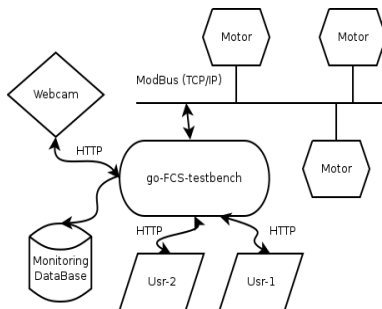 Motor
Motor
ModBus (TCP/IP)
Webcam
HTTP
go-FCS-testbench
Motor
HTTP
HTTP
Monitoring
DataBase
Usr-2
Usr-1